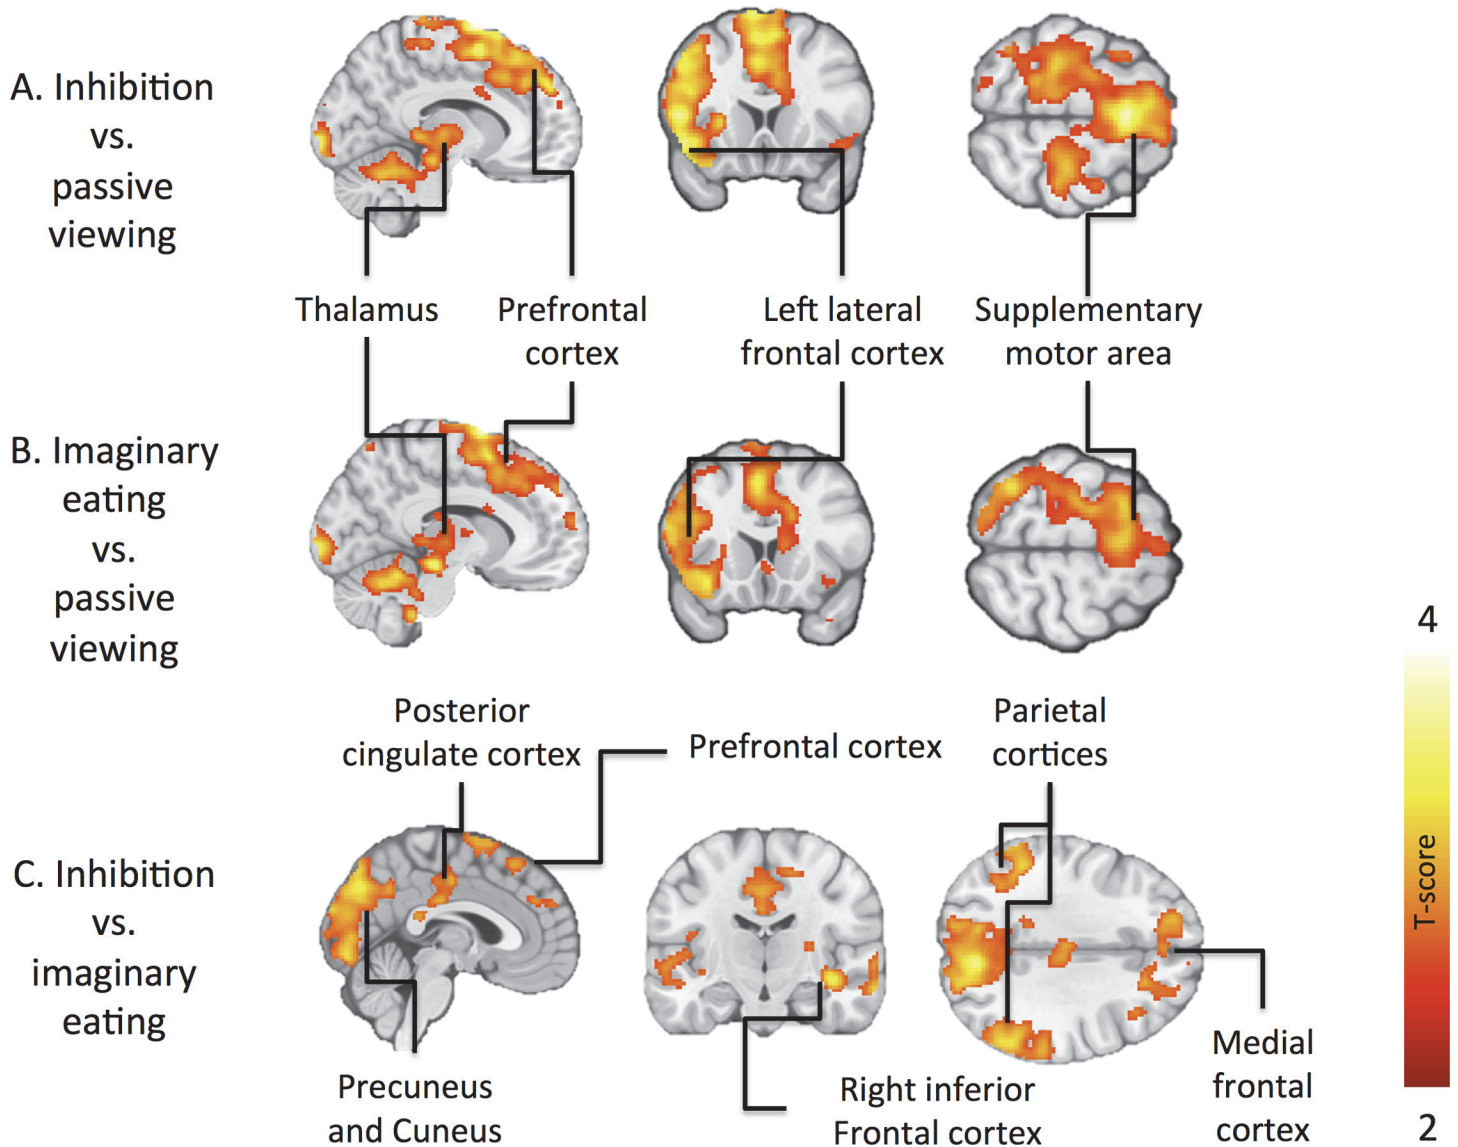 A. Inhibition
vs.
passive
viewing
Thalamus
Prefrontal
cortex
Left lateral
frontal cortex
Supplementary
motor area
B. Imaginary
eating
vs.
passive
viewing
4
T-score
2
Posterior
cingulate cortex
Prefrontal cortex
Parietal
cortices
C. Inhibition
vs.
imaginary
eating
Precuneus
and Cuneus
Right inferior
Frontal cortex
Medial
frontal
cortex